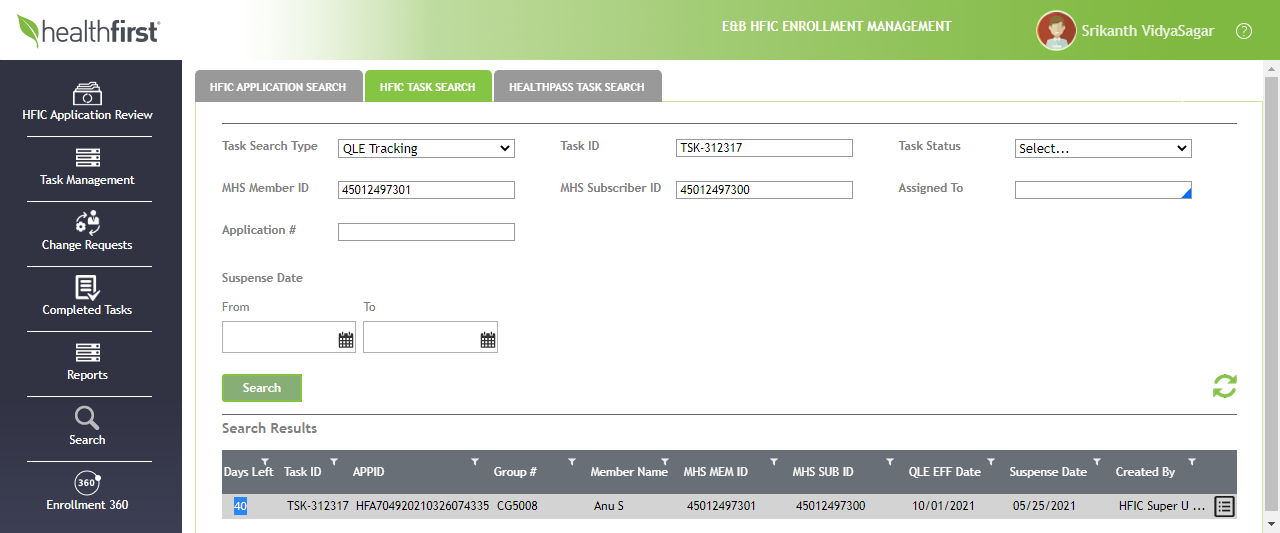 healthfirst
E&B HFIC ENROLLMENT MANAGEMENT
Srikanth VidyaSagar
?
HFIC Application Review
Task Management
Change Requests
Completed Tasks
Reports
Search
360°
Enrollment 360
HFIC APPLICATION SEARCH HFIC TASK SEARCH HEALTHPASS TASK SEARCH
Task Search Type QLE Tracking Task ID TSK-312317 Task Status Select...
MHS Member ID 45012497301 MHS Subscriber ID 45012497300 Assigned To
Application #
Suspense Date
From To
Search
Search Results
Days Left Task ID APPID Group # Member Name MHS MEM ID MHS SUB ID QLE EFF Date Suspense Date Created By
40 TSK-312317 HFA704920210326074335 CG5008 Anu S 45012497301 45012497300 10/01/2021 05/25/2021 HFIC Super U ...